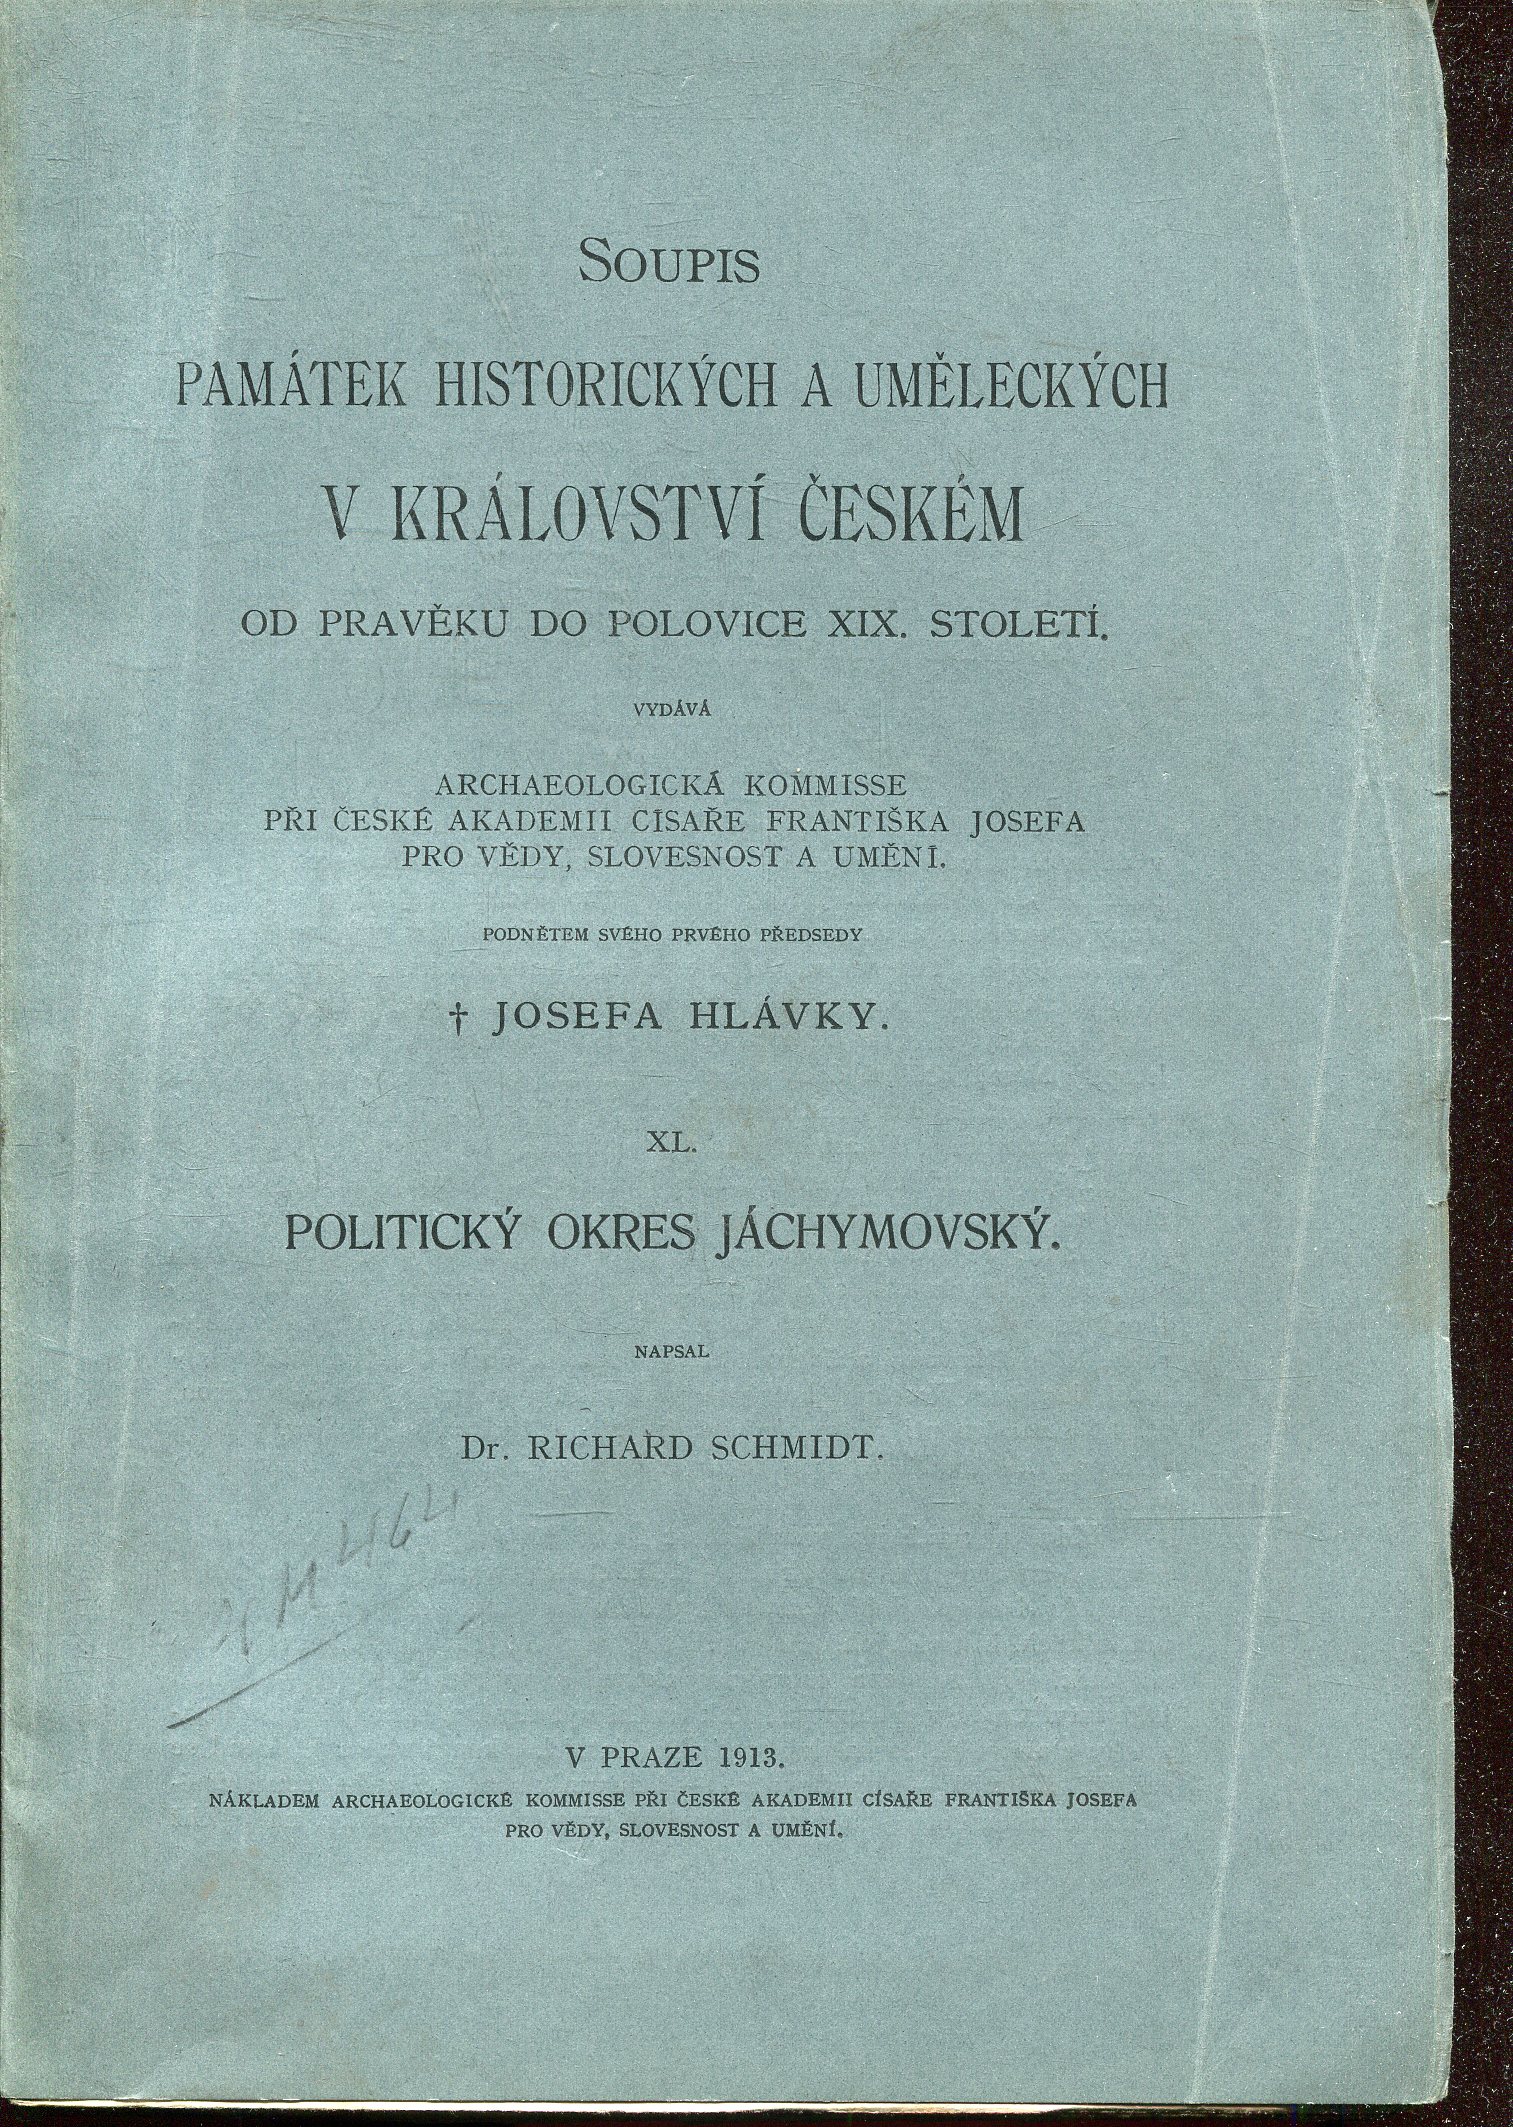 SOUPIS
PAMÁTEK HISTORICKÝCH A UMĚLECKÝCH
V KRÁLOVSTVÍ ČESKÉM
OD PRAVĚKU DO POLOVICE XIX. STOLETÍ.
VYDÁVÁ
ARCHAEOLOGICKÁ KOMMISSE
PŘI ČESKÉ AKADEMII CÍSAŘE FRANTIŠKA JOSEFA
PRO VĚDY, SLOVESNOST A UMĚNÍ.
PODNĚTEM SVÉHO PRVÉHO PŘEDSEDY
† JOSEFA HLÁVKY.
XL.
POLITICKÝ OKRES JÁCHYMOVSKÝ.
NAPSAL
Dr. RICHARD SCHMIDT.
V PRAZE 1913.
NÁKLADEM ARCHAEOLOGICKÉ KOMMISSE PŘI ČESKÉ AKADEMII CÍSAŘE FRANTIŠKA JOSEFA
PRO VĚDY, SLOVESNOST A UMĚNÍ.